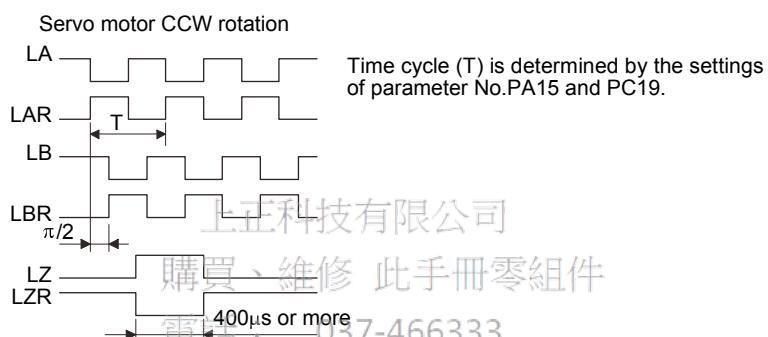 Servo motor CCW rotation
LA
Time cycle (T) is determined by the settings
of parameter No.PA15 and PC19.
LAR
T
LB
LBR
上正科技有限公司
π/2
LZ
購買、維修 此手冊零組件
LZR
400μs or more
電話: 037-466333